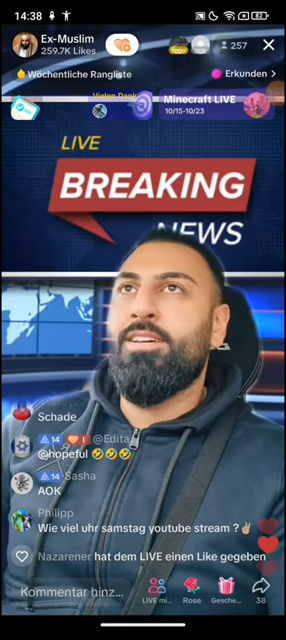 14:38
82
Ex-Muslim
259.7K Likes
257
Wöchentliche Rangliste
Erkunden >
Vielen Dank
Minecraft LIVE
10/15-10/23
LIVE
BREAKING
NEWS
Schade
14 1 @Edita
@hopeful 🤣🤣🤣
14 Sasha
AOK
Philipp
Wie viel uhr samstag youtube stream ?✌🏼
Nazarener hat dem LIVE einen Like gegeben
Kommentar hinz...
LIVE mi...
Rose
Gesche...
38